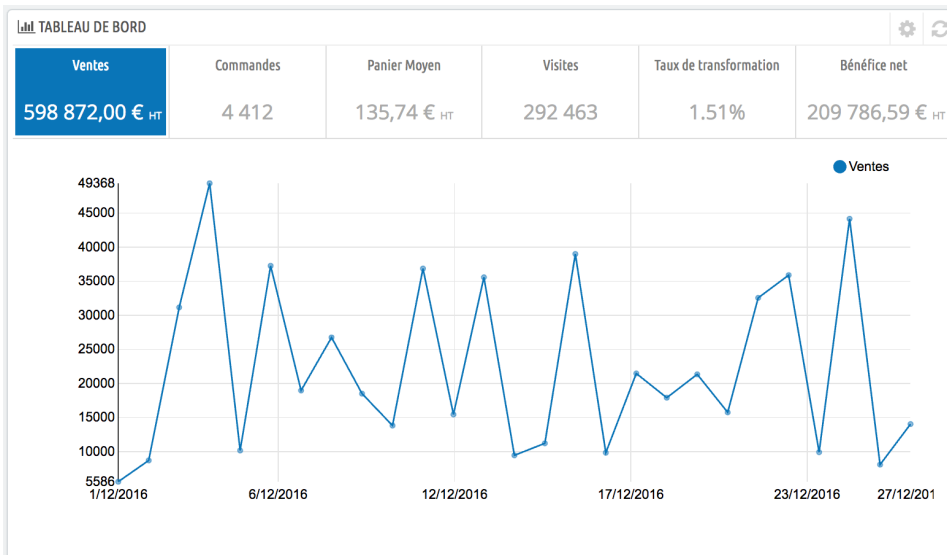 TABLEAU DE BORD
Ventes Commandes Panier Moyen Visites Taux de transformation Bénéfice net
598 872,00 € HT 4 412 135,74 € HT 292 463 1.51% 209 786,59 € HT
Ventes
49368
45000
40000
35000
30000
25000
20000
15000
10000
5586
1/12/2016 6/12/2016 12/12/2016 17/12/2016 23/12/2016 27/12/201